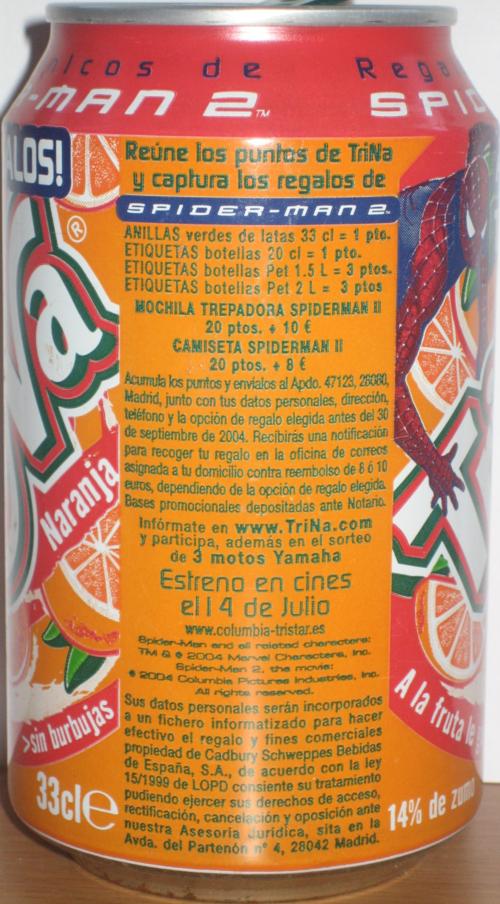 nicos de
Rega
-MAN 2™
SPID
ALOS!
Na®
Naranja
>sin burbujas
33cl e
Reúne los puntos de TriNa
y captura los regalos de
SPIDER-MAN 2™
ANILLAS verdes de latas 33 cl = 1 pto.
ETIQUETAS botellas 20 cl = 1 pto.
ETIQUETAS botellas Pet 1.5 L = 3 ptos.
ETIQUETAS botellas Pet 2 L = 3 ptos
MOCHILA TREPADORA SPIDERMAN II
20 ptos. + 10 €
CAMISETA SPIDERMAN II
20 ptos. + 8 €
Acumula los puntos y envíalos al Apdo. 47123, 28080,
Madrid, junto con tus datos personales, dirección,
teléfono y la opción de regalo elegida antes del 30
de septiembre de 2004. Recibirás una notificación
para recoger tu regalo en la oficina de correos
asignada a tu domicilio contra reembolso de 8 ó 10
euros, dependiendo de la opción de regalo elegida.
Bases promocionales depositadas ante Notario.
Infórmate en www.TriNa.com
y participa, además en el sorteo
de 3 motos Yamaha
Estreno en cines
el 14 de Julio
www.columbia-tristar.es
Spider-Man and all related characters:
TM & © 2004 Marvel Characters, Inc.
Spider-Man 2, the movie:
© 2004 Columbia Pictures Industries, Inc.
All rights reserved.
Sus datos personales serán incorporados
a un fichero informatizado para hacer
efectivo el regalo y fines comerciales
propiedad de Cadbury Schweppes Bebidas
de España, S.A., de acuerdo con la ley
15/1999 de LOPD consiente su tratamiento
pudiendo ejercer sus derechos de acceso,
rectificación, cancelación y oposición ante
nuestra Asesoría Jurídica, sita en la
Avda. del Partenón nº 4, 28042 Madrid.
T
A la fruta le
14% de zumo